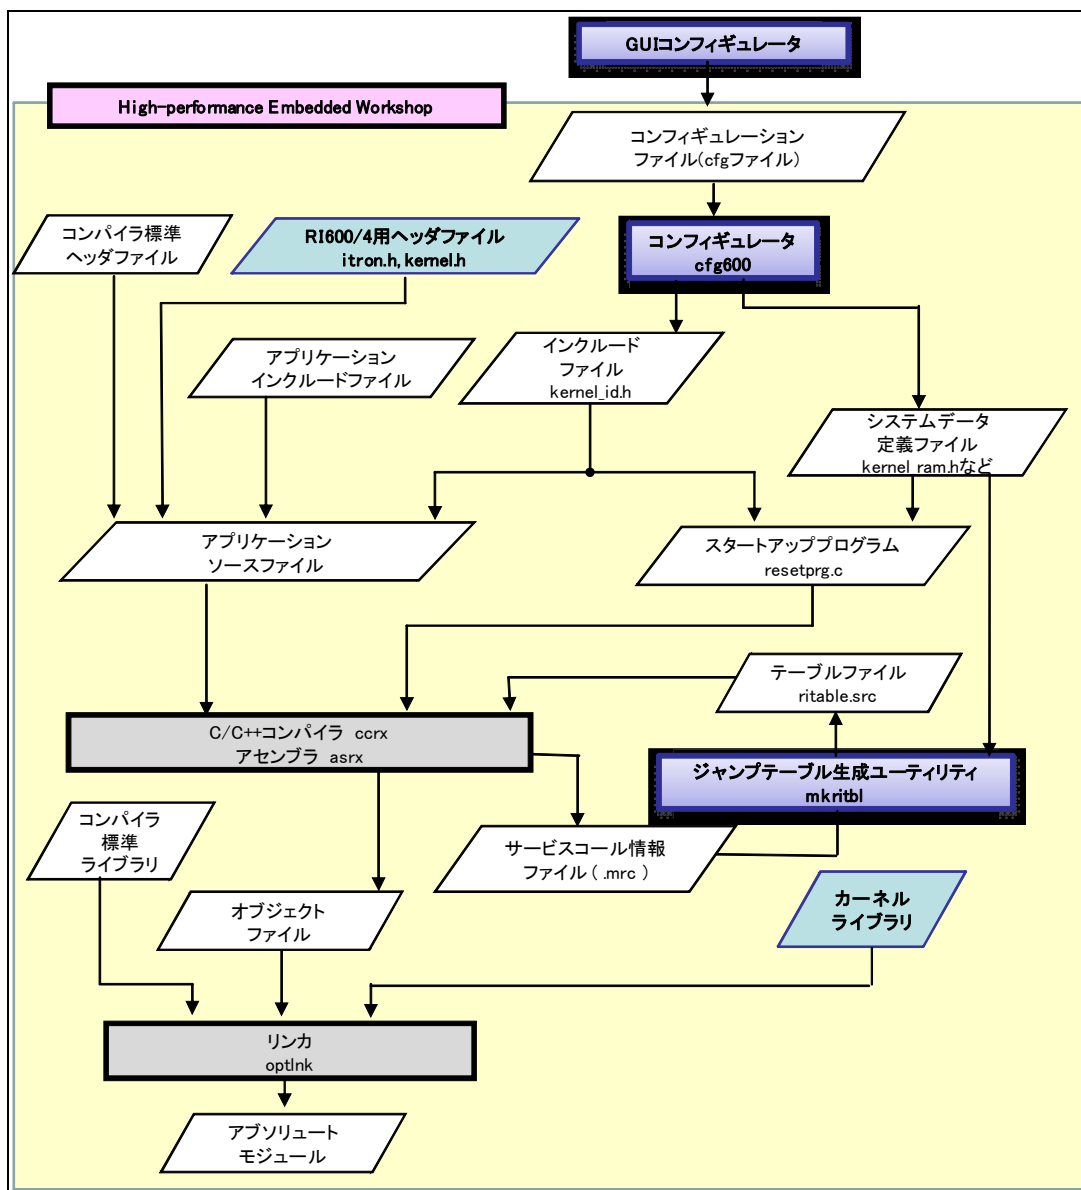 GUIコンフィギュレータ
High-performance Embedded Workshop
コンフィギュレーション
ファイル(cfgファイル)
コンパイラ標準
ヘッダファイル
RI600/4用ヘッダファイル
itron.h, kernel.h
コンフィギュレータ
cfg600
アプリケーション
インクルードファイル
インクルード
ファイル
kernel_id.h
システムデータ
定義ファイル
kernel_ram.hなど
アプリケーション
ソースファイル
スタートアッププログラム
resetprg.c
テーブルファイル
ritable.src
C/C++コンパイラ ccrx
アセンブラ asrx
ジャンプテーブル生成ユーティリティ
mkritbl
コンパイラ
標準
ライブラリ
サービスコール情報
ファイル ( .mrc )
オブジェクト
ファイル
カーネル
ライブラリ
リンカ
optlnk
アブソリュート
モジュール